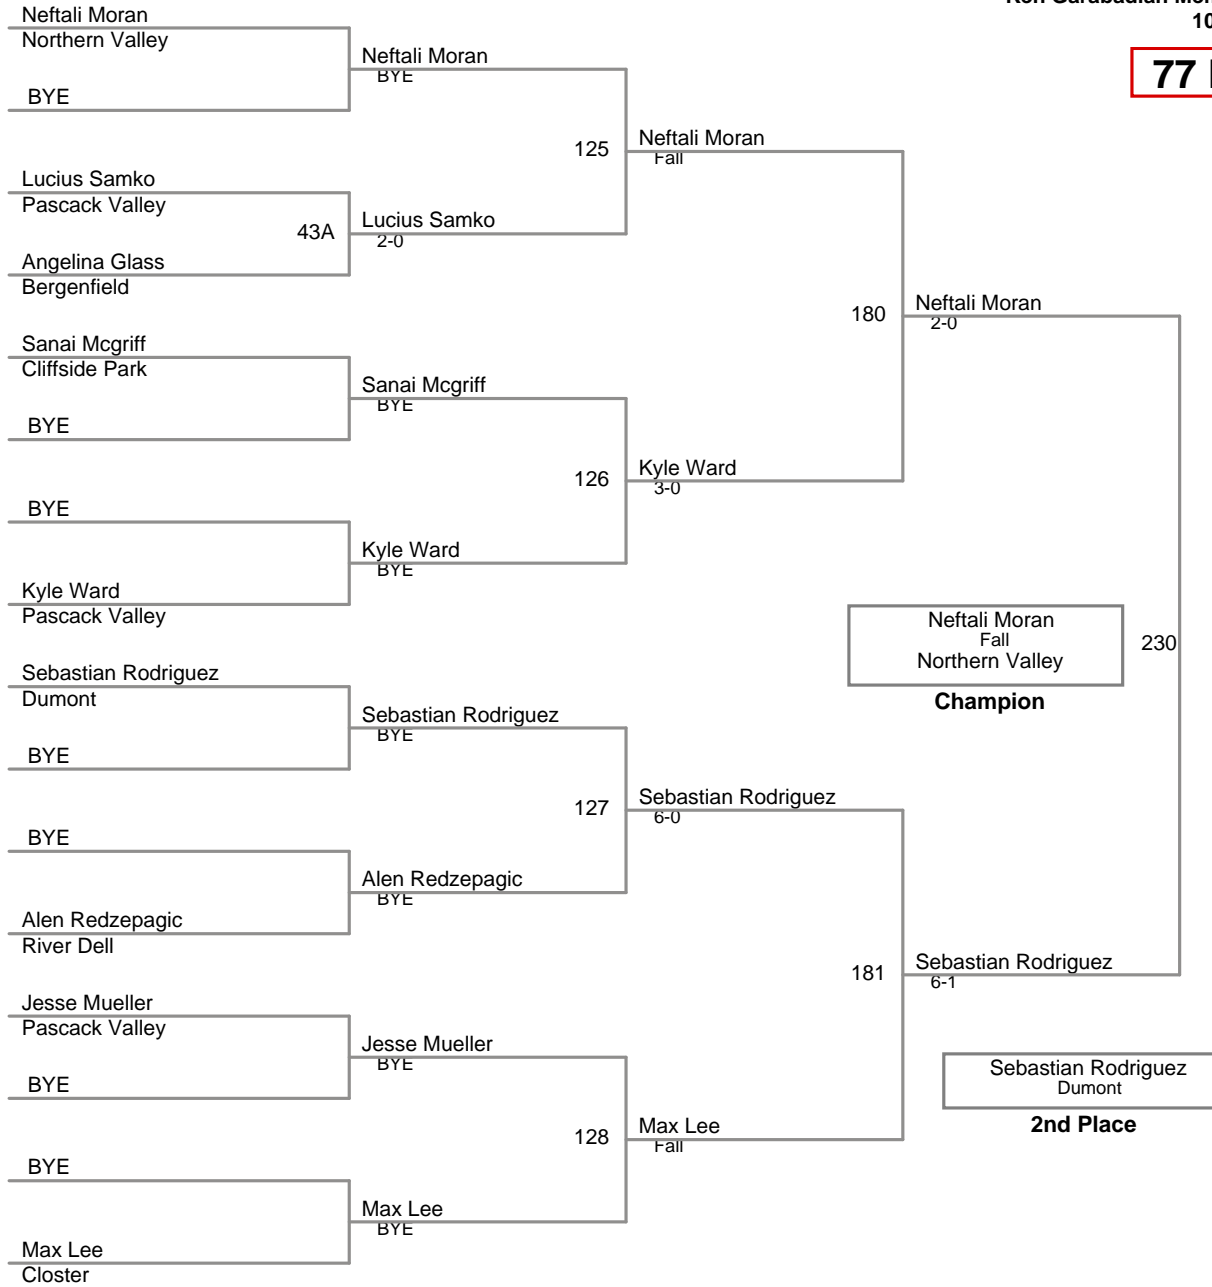 Neftali Moran
Northern Valley
BYE
Lucius Samko
Pascack Valley
43A
Angelina Glass
Bergenfield
Sanai Mcgriff
Cliffside Park
BYE
BYE
Kyle Ward
Pascack Valley
Sebastian Rodriguez
Dumont
BYE
BYE
Alen Redzepagic
River Dell
Jesse Mueller
Pascack Valley
BYE
BYE
Max Lee
Closter
Neftali Moran
BYE
125
Lucius Samko
2-0
Sanai Mcgriff
BYE
126
Kyle Ward
BYE
Sebastian Rodriguez
BYE
127
Alen Redzepagic
BYE
Jesse Mueller
BYE
128
Max Lee
BYE
Neftali Moran
Fall
180
Kyle Ward
3-0
Sebastian Rodriguez
6-0
181
Max Lee
Fall
10
77
Neftali Moran
2-0
Neftali Moran
Fall
Northern Valley
230
Champion
Sebastian Rodriguez
6-1
Sebastian Rodriguez
Dumont
2nd Place